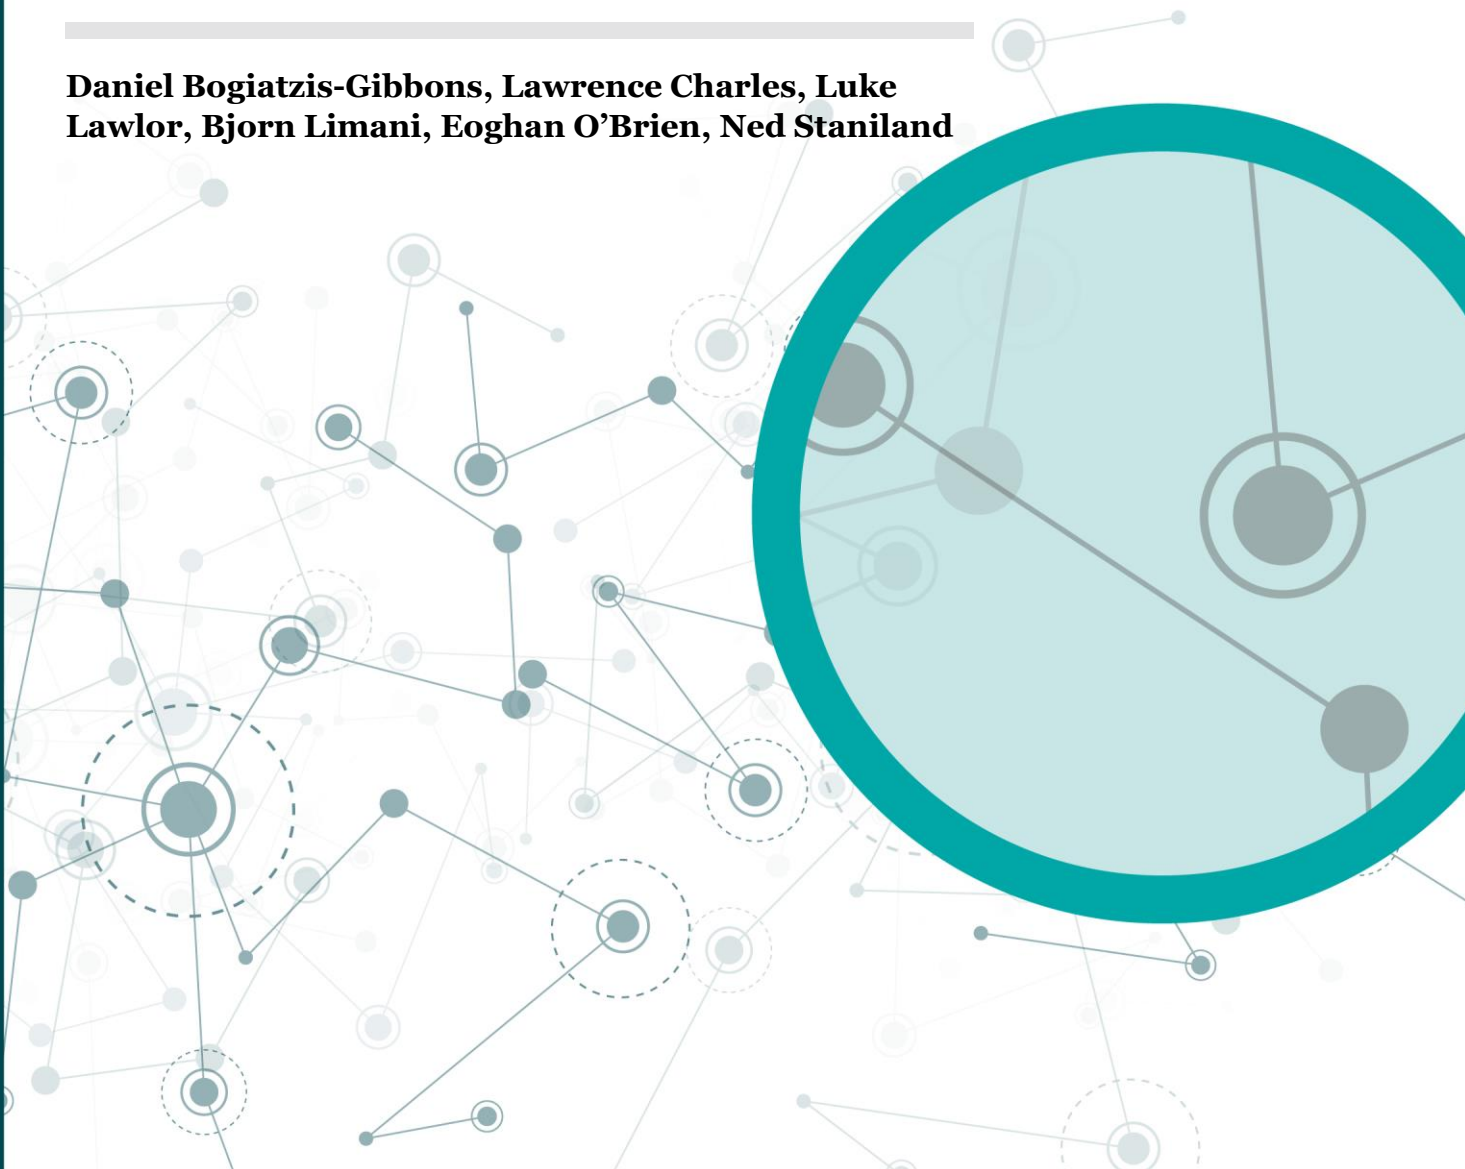 Daniel Bogiatzis-Gibbons, Lawrence Charles, Luke
Lawlor, Bjorn Limani, Eoghan O’Brien, Ned Staniland